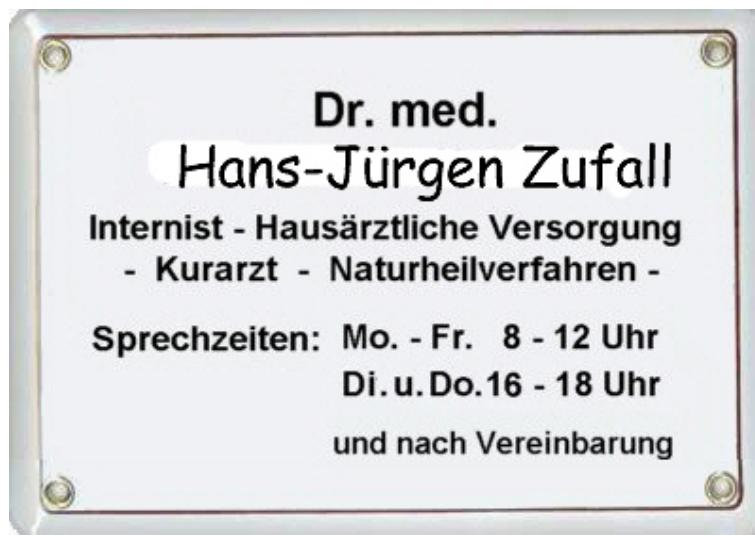 Dr. med.
Hans-Jürgen Zufall
Internist - Hausärztliche Versorgung
- Kurarzt - Naturheilverfahren -
Sprechzeiten: Mo. - Fr. 8 - 12 Uhr
Di. u. Do. 16 - 18 Uhr
und nach Vereinbarung